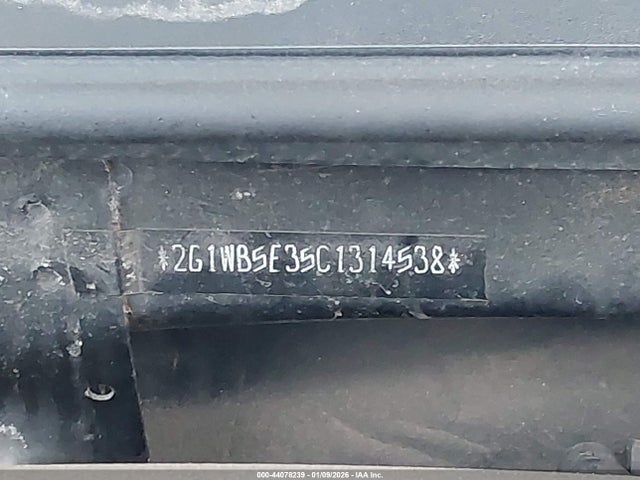 *2G1WB5E35C1314538*
000-44078239 - 01/09/2026 - IAA Inc.